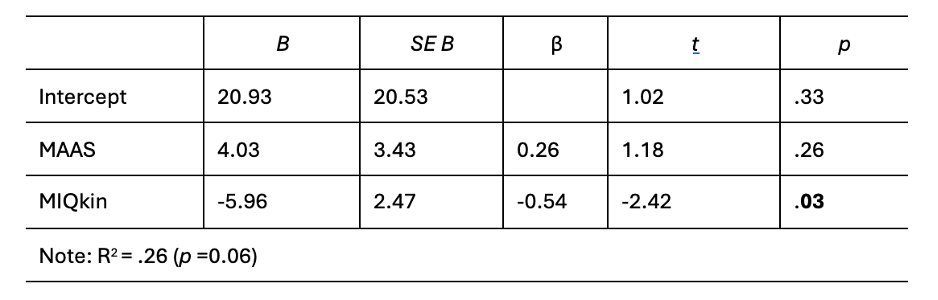 B SE B β t p
Intercept 20.93 20.53 1.02 .33
MAAS 4.03 3.43 0.26 1.18 .26
MIQkin -5.96 2.47 -0.54 -2.42 .03
Note: R² = .26 (p =0.06)